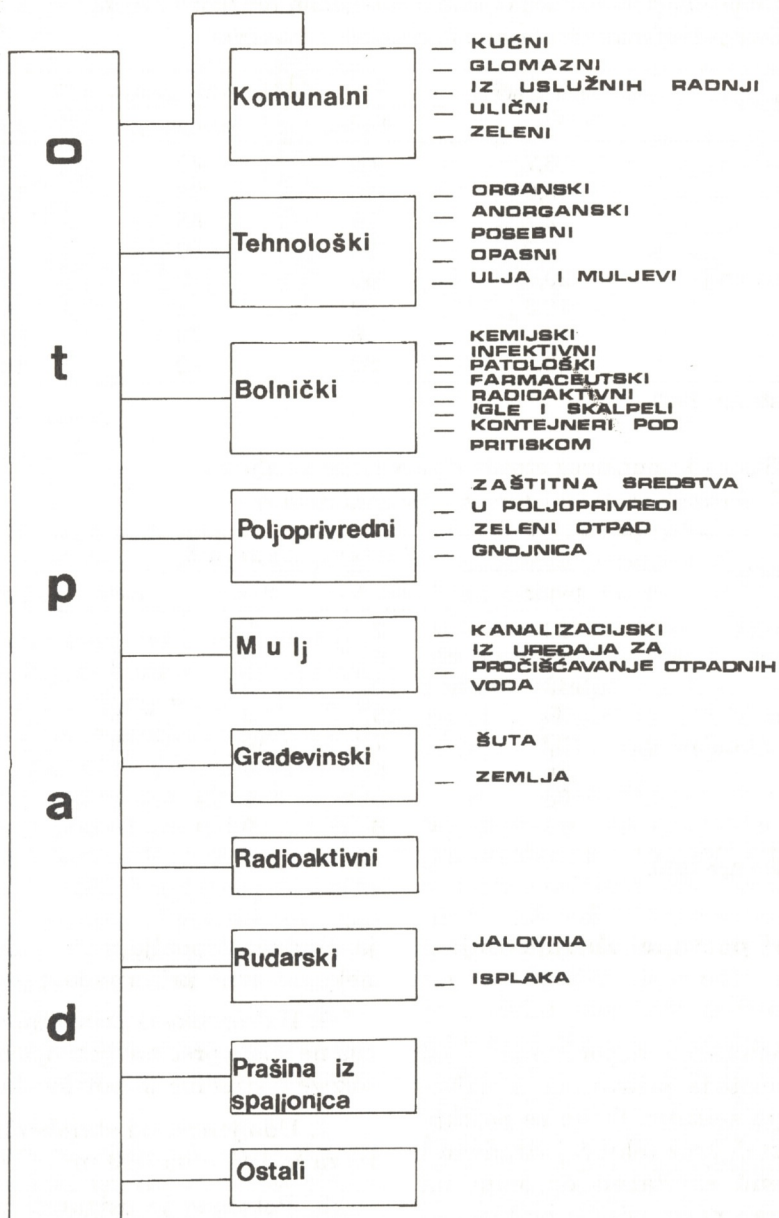 otpad
Komunalni
— KUĆNI
— GLOMAZNI
— IZ USLUŽNIH RADNJI
— ULIČNI
— ZELENI
Tehnološki
— ORGANSKI
— ANORGANSKI
— POSEBNI
— OPASNI
— ULJA I MULJEVI
Bolnički
— KEMIJSKI
— INFEKTIVNI
— PATOLOŠKI
— FARMACEUTSKI
— RADIOAKTIVNI
— IGLE I SKALPELI
— KONTEJNERI POD
PRITISKOM
Poljoprivredni
— ZAŠTITNA SREDSTVA
— U POLJOPRIVREDI
— ZELENI OTPAD
— GNOJNICA
Mulj
— KANALIZACIJSKI
IZ UREĐAJA ZA
— PROČIŠĆAVANJE OTPADNIH
VODA
Građevinski
— ŠUTA
— ZEMLJA
Radioaktivni
Rudarski
— JALOVINA
— ISPLAKA
Prašina iz
spalionica
Ostali